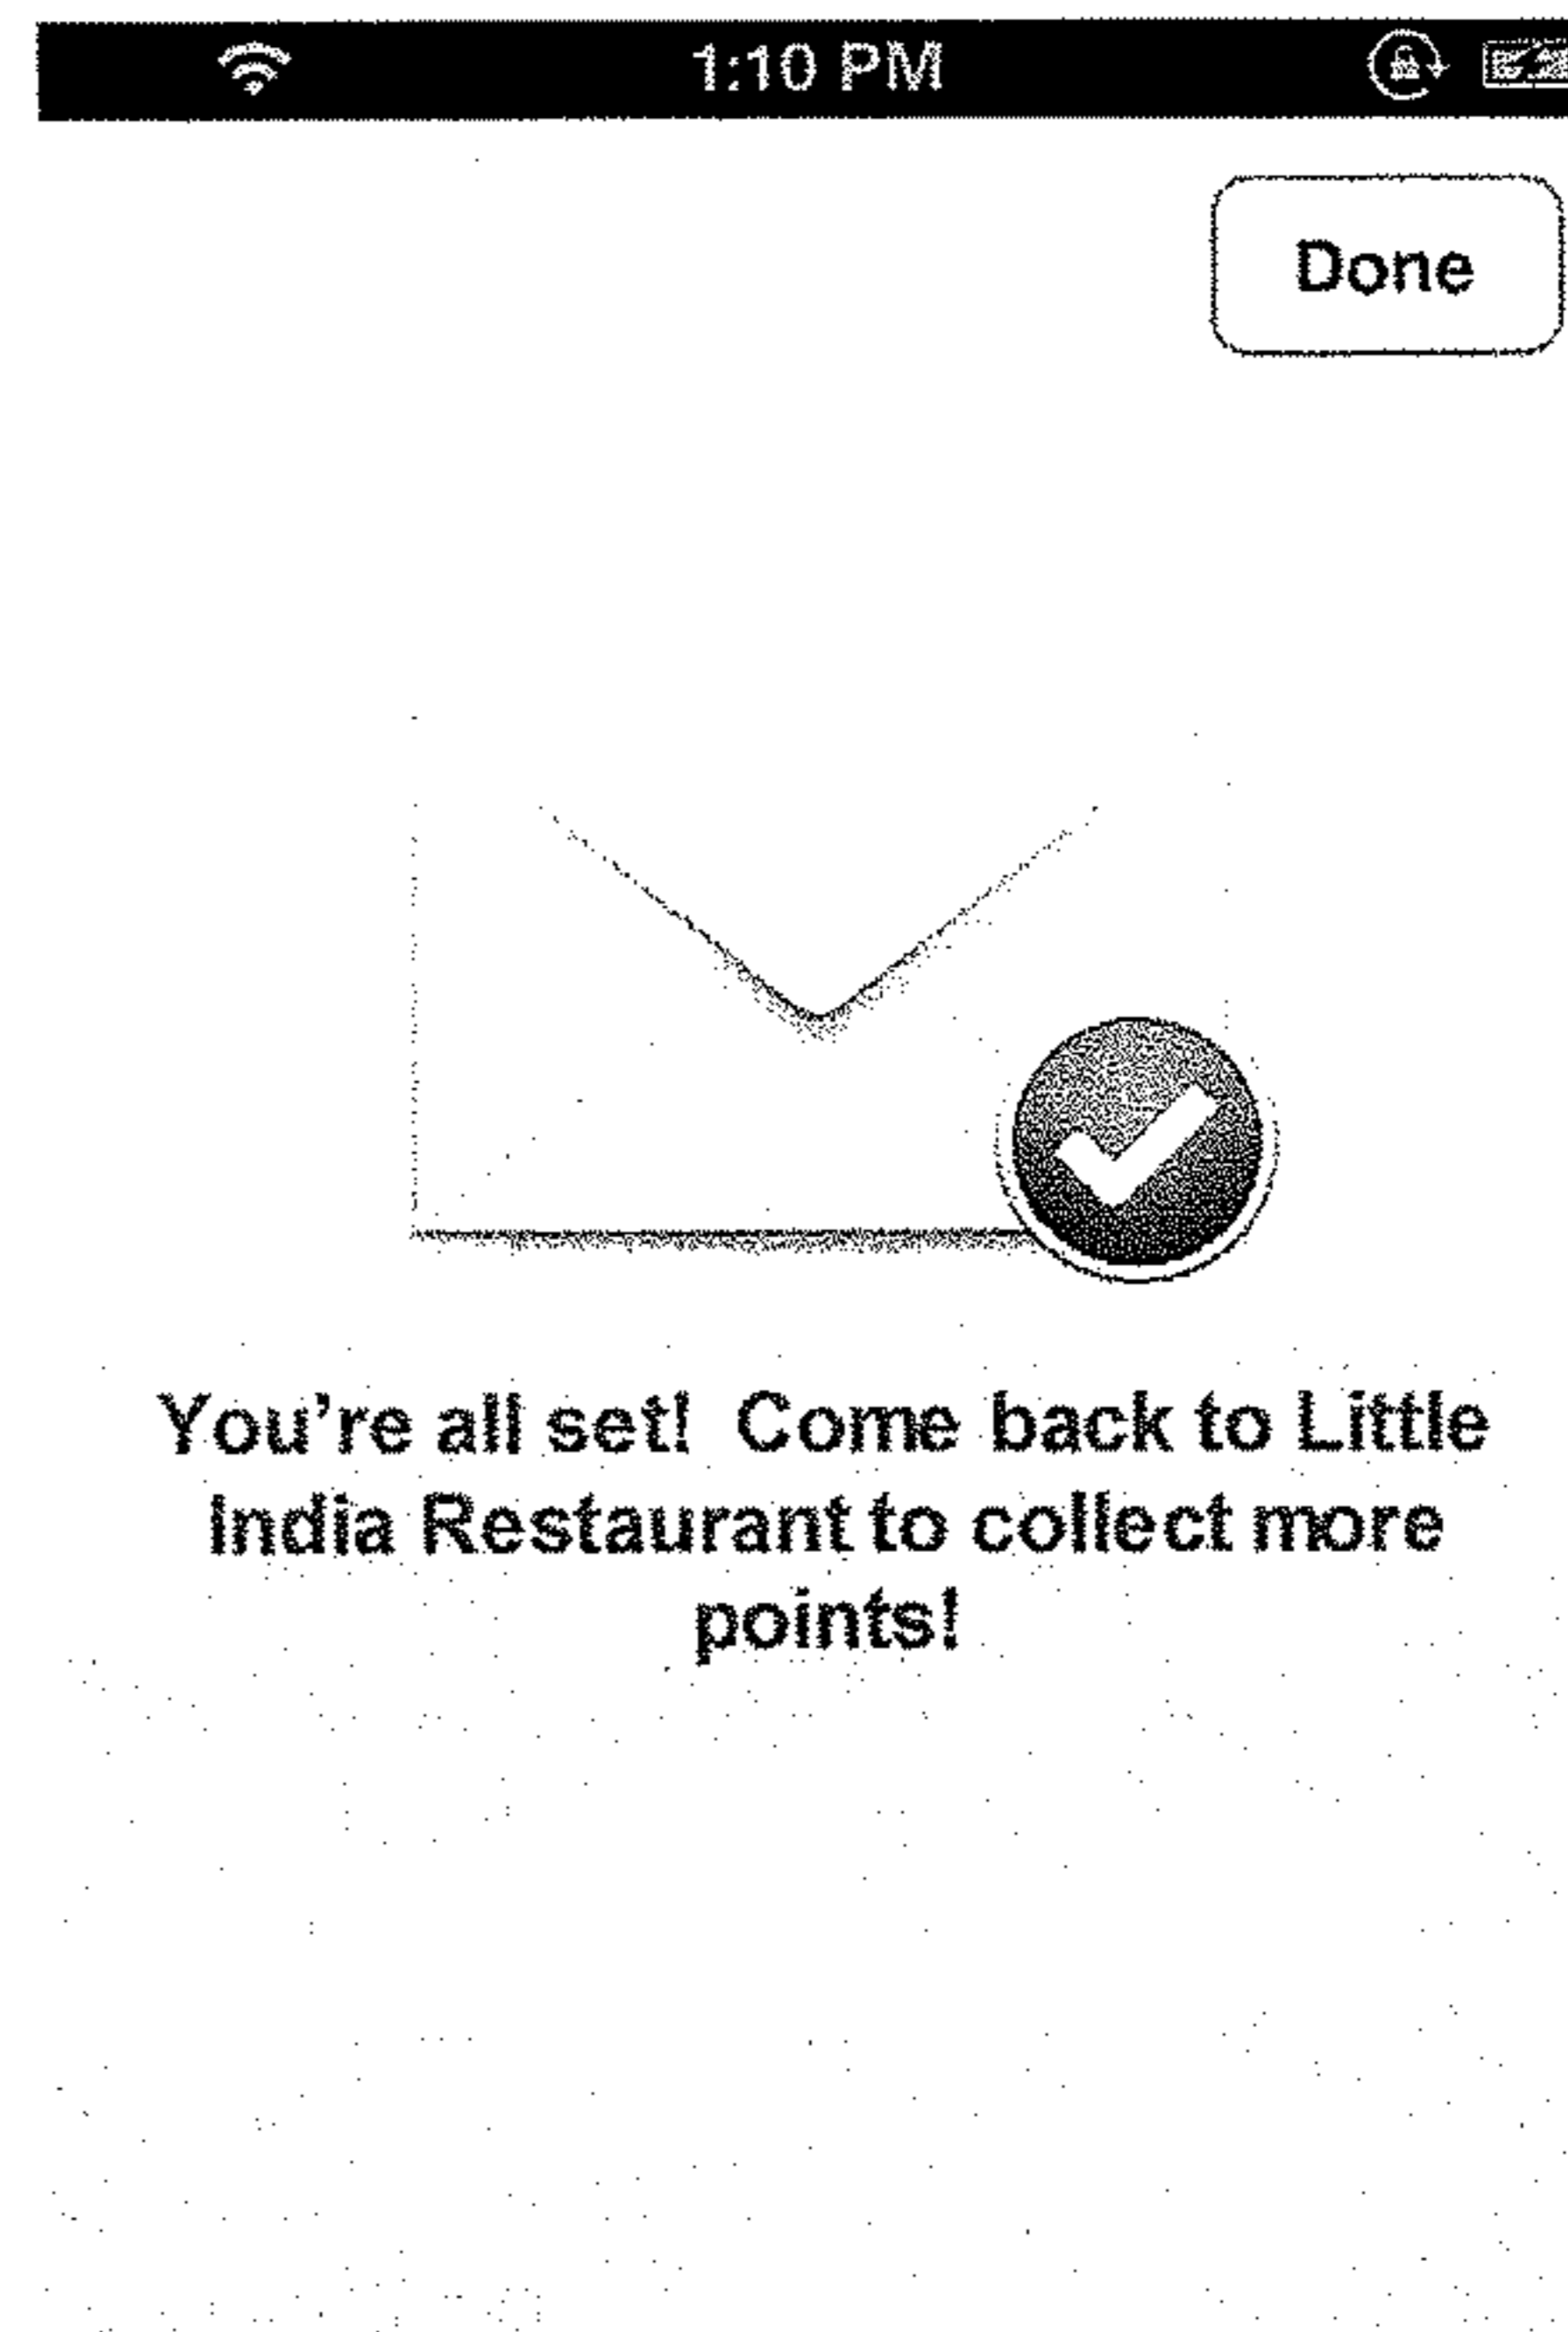 1:10 PM
Done
You're all set!  Come back to Little
India Restaurant to collect more
points!